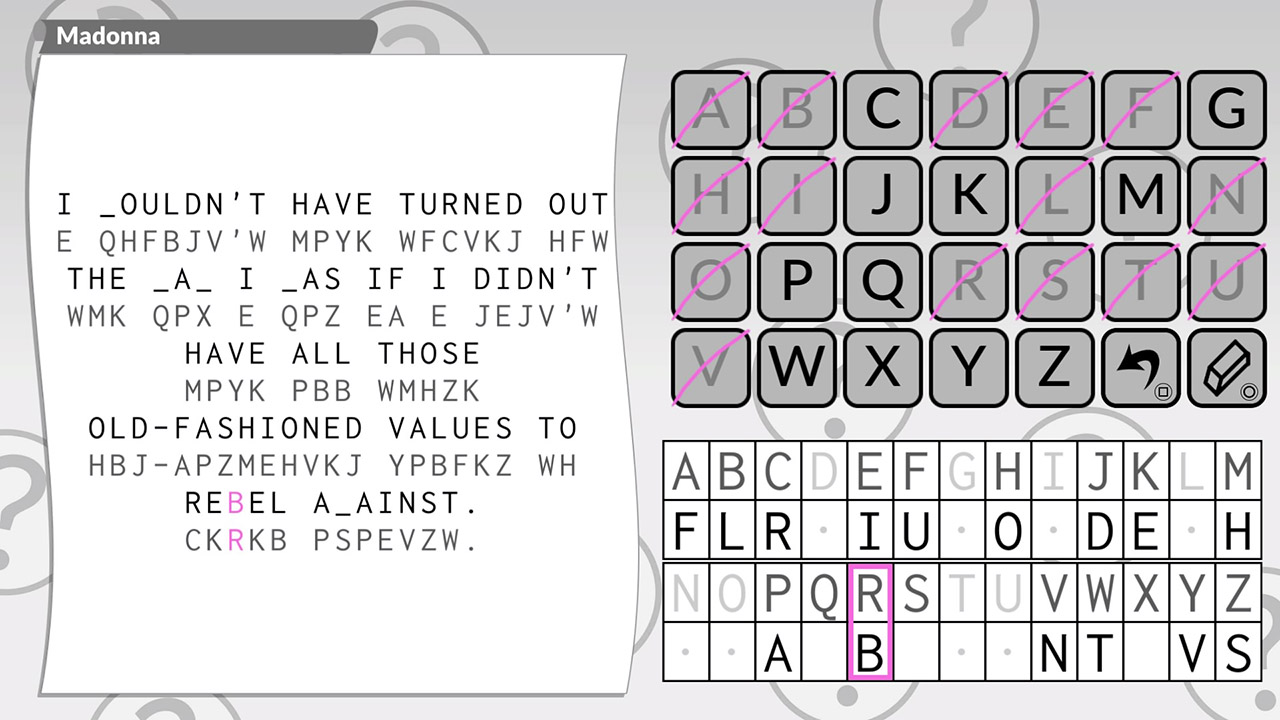 Madonna
I _OULDN'T HAVE TURNED OUT
E QHFBJV'W MPYK WFCVKJ HFW
THE _A_ I _AS IF I DIDN'T
WMK QPX E QPZ EA E JEJV'W
HAVE ALL THOSE
MPYK PBB WMHZK
OLD-FASHIONED VALUES TO
HBJ-APZMEHVKJ YPBFKZ WH
REBEL A_AINST.
CKRKB PSPEVZW.
A B C D E F G
H I J K L M N
O P Q R S T U
V W X Y Z
A B C D E F G H I J K L M
F L R · I U · O · D E · H
N O P Q R S T U V W X Y Z
· · A B · · N T V S